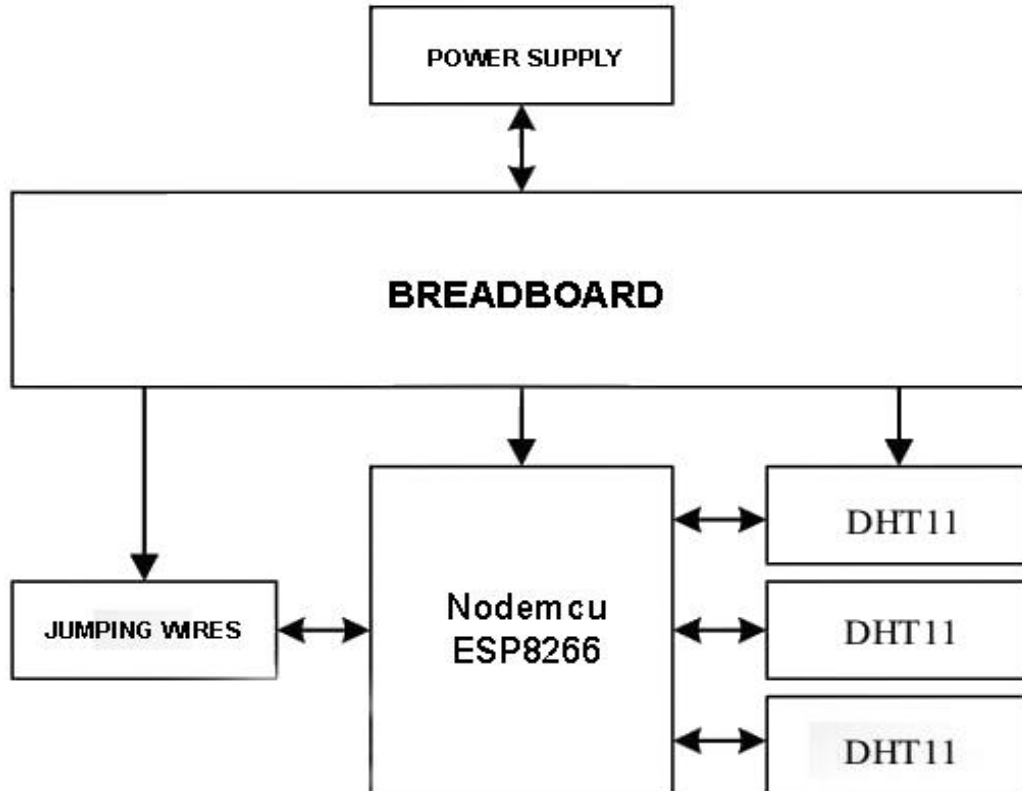 POWER SUPPLY
BREADBOARD
JUMPING WIRES
Nodemcu
ESP8266
DHT11
DHT11
DHT11